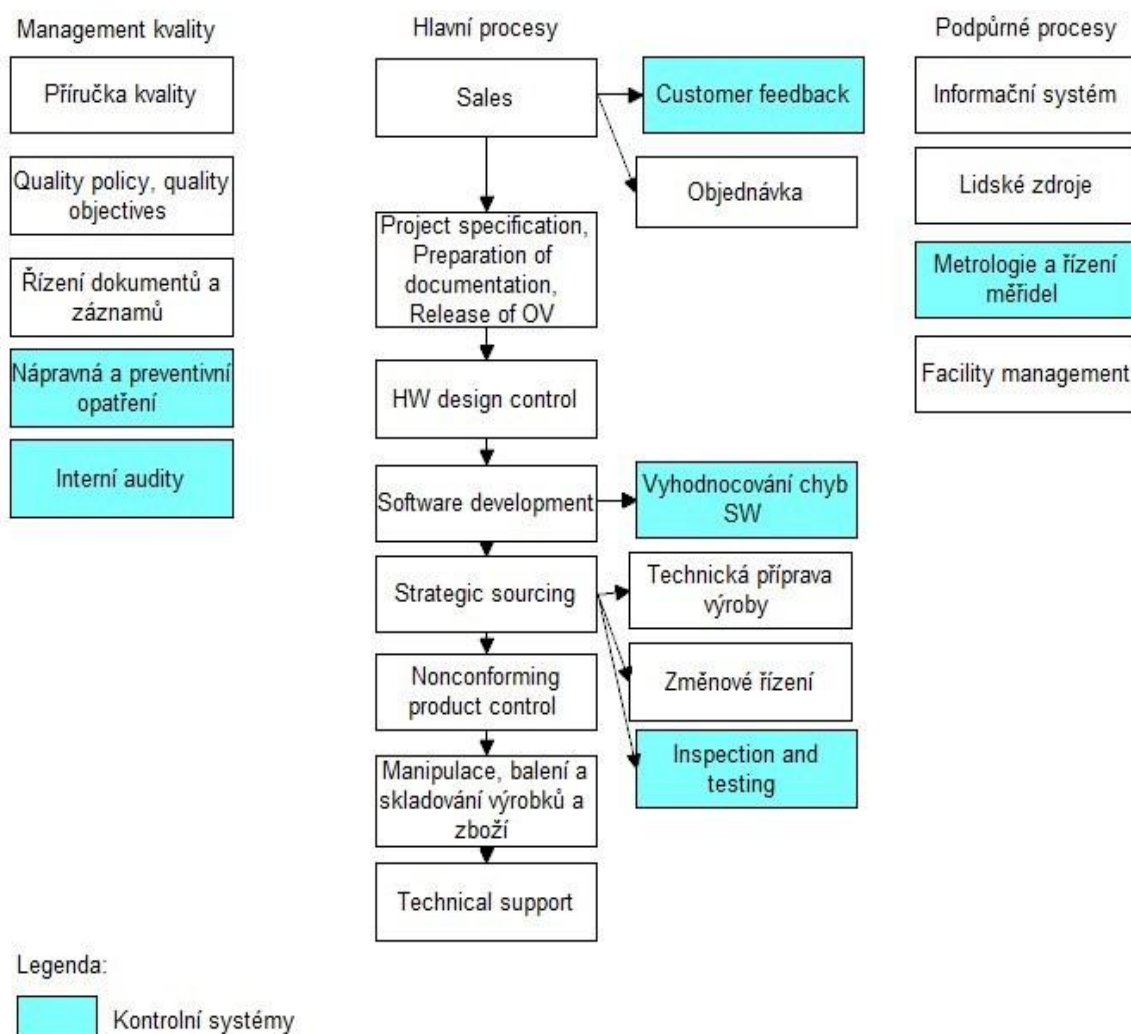 Management kvality
Příručka kvality
Quality policy, quality
objectives
Řízení dokumentů a
záznamů
Nápravná a preventivní
opatření
Interní audity
Hlavní procesy
Sales
Customer feedback
Objednávka
Project specification,
Preparation of
documentation,
Release of OV
HW design control
Software development
Vyhodnocování chyb
SW
Strategic sourcing
Technická příprava
výroby
Změnové řízení
Inspection and
testing
Nonconforming
product control
Manipulace, balení a
skladování výrobků a
zboží
Technical support
Podpůrné procesy
Informační systém
Lidské zdroje
Metrologie a řízení
měřidel
Facility management
Legenda:
Kontrolní systémy